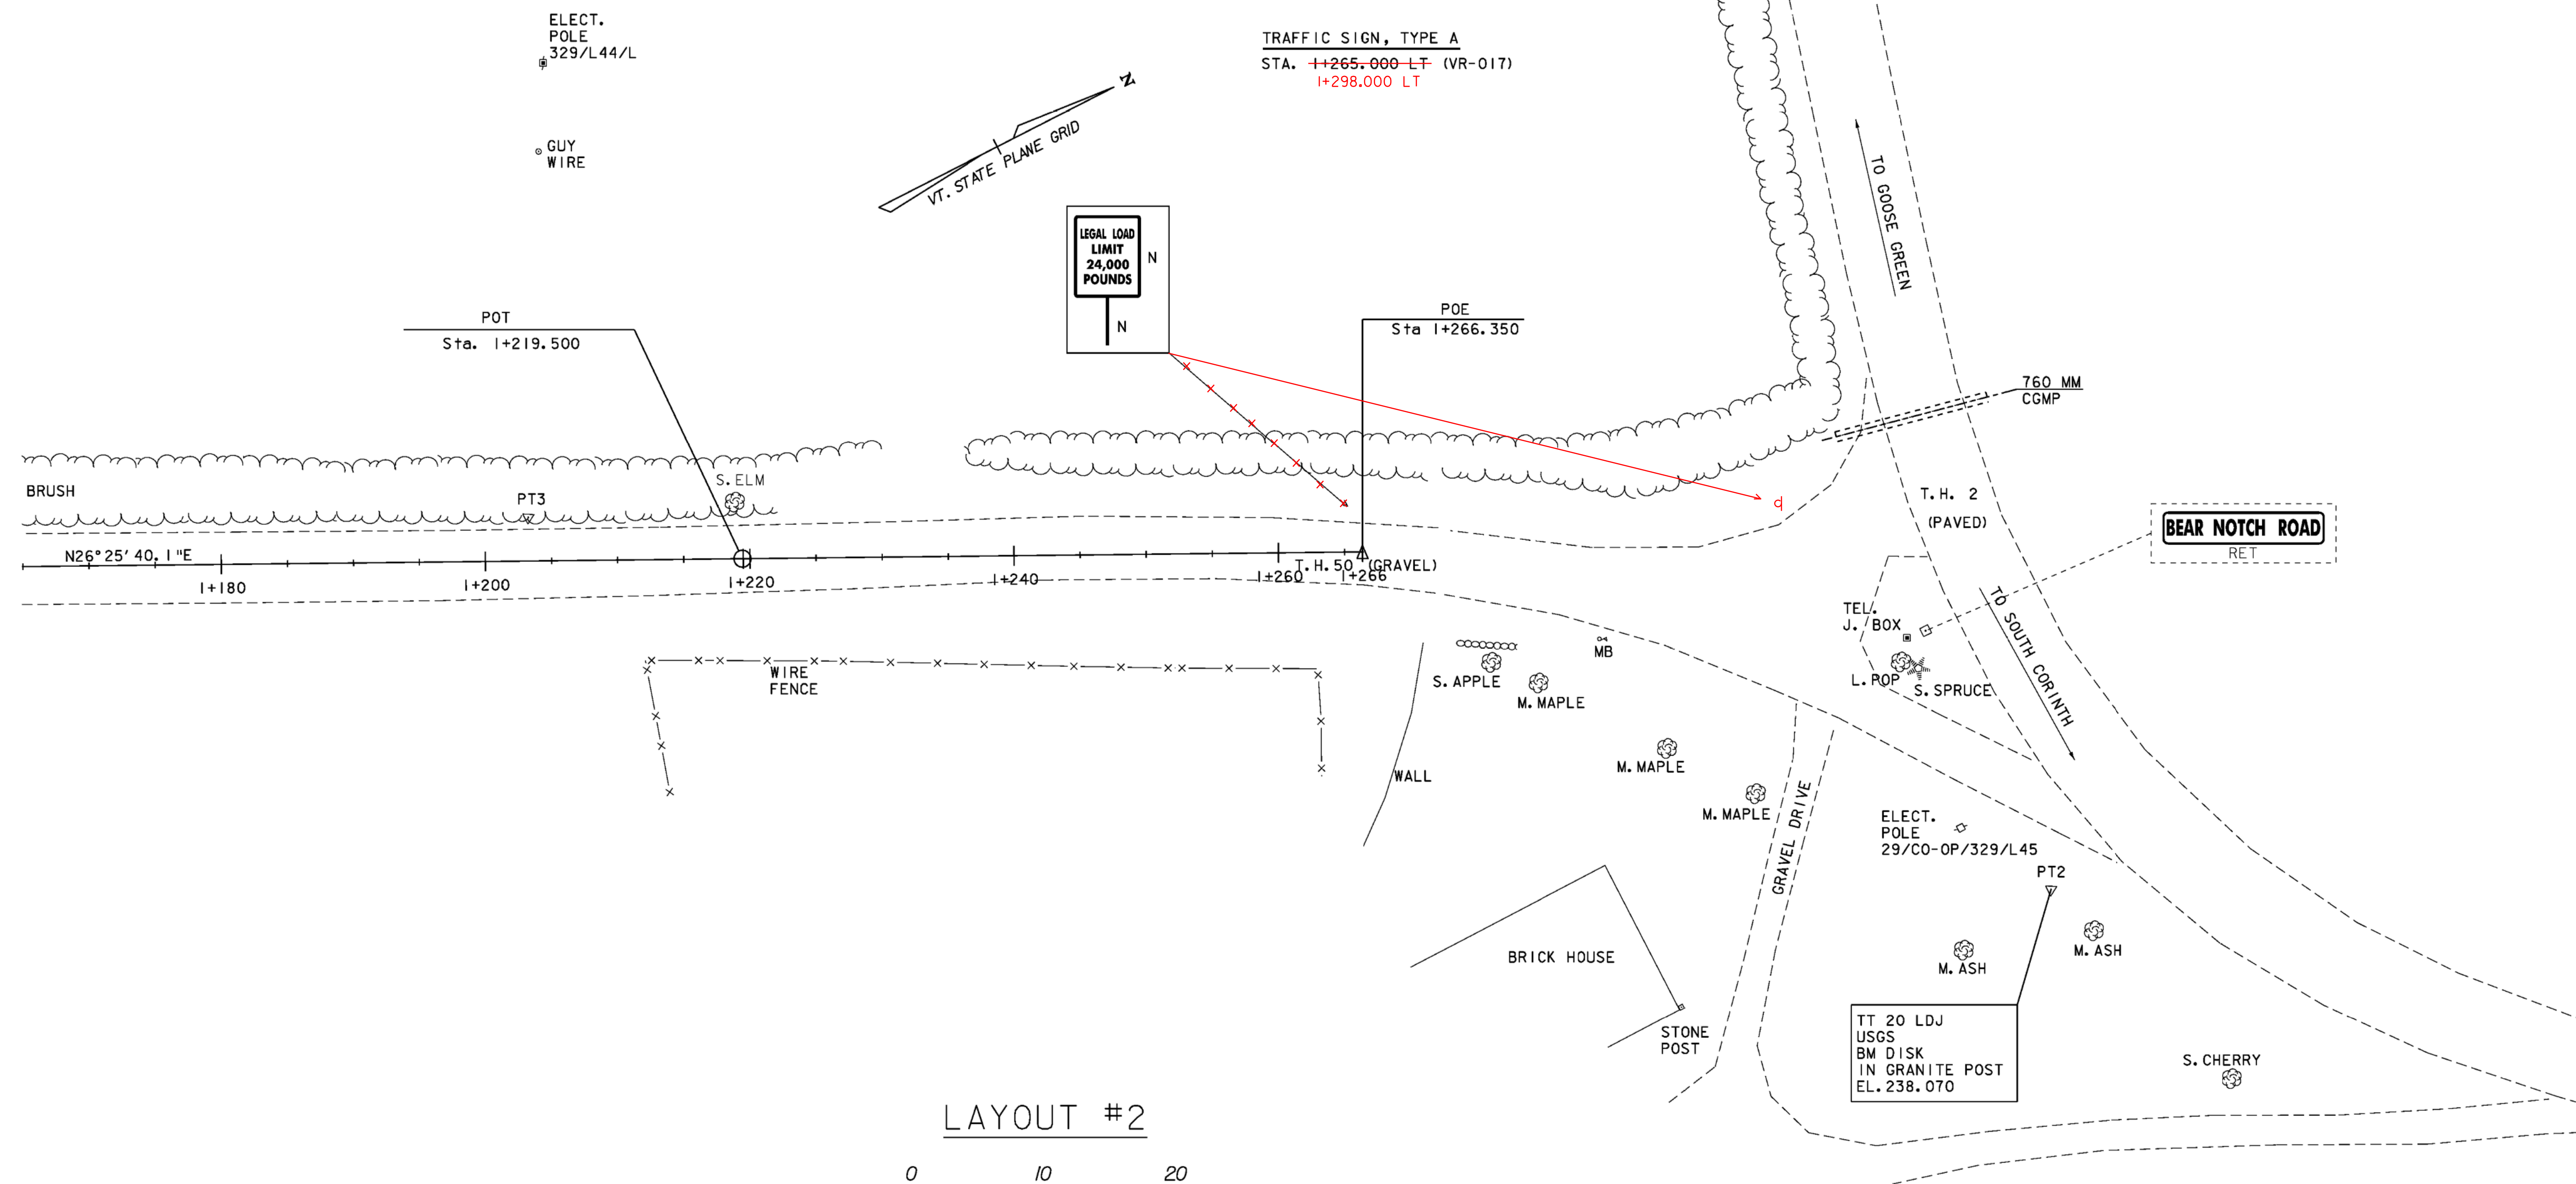 ELECT.
POLE
329/L44/L
GUY
WIRE
TRAFFIC SIGN, TYPE A
STA. 1+265.000 LT (VR-017)
1+298.000 LT
N
VT. STATE PLANE GRID
LEGAL LOAD
LIMIT
24,000
POUNDS
N
N
POT
Sta. 1+219.500
POE
Sta 1+266.350
TO GOOSE GREEN
760 MM
CGMP
BRUSH
PT3
S. ELM
q
T.H. 2
(PAVED)
BEAR NOTCH ROAD
RET
N26°25'40.1"E
1+180
1+200
1+220
1+240
1+260
1+266
T.H.50 (GRAVEL)
TEL.
J. BOX
L. POP
S. SPRUCE
TO SOUTH CORINTH
WIRE
FENCE
S. APPLE
M. MAPLE
MB
WALL
M. MAPLE
M. MAPLE
GRAVEL DRIVE
ELECT.
POLE
29/CO-OP/329/L45
PT2
BRICK HOUSE
STONE
POST
M. ASH
M. ASH
TT 20 LDJ
USGS
BM DISK
IN GRANITE POST
EL.238.070
S. CHERRY
LAYOUT #2
0 10 20